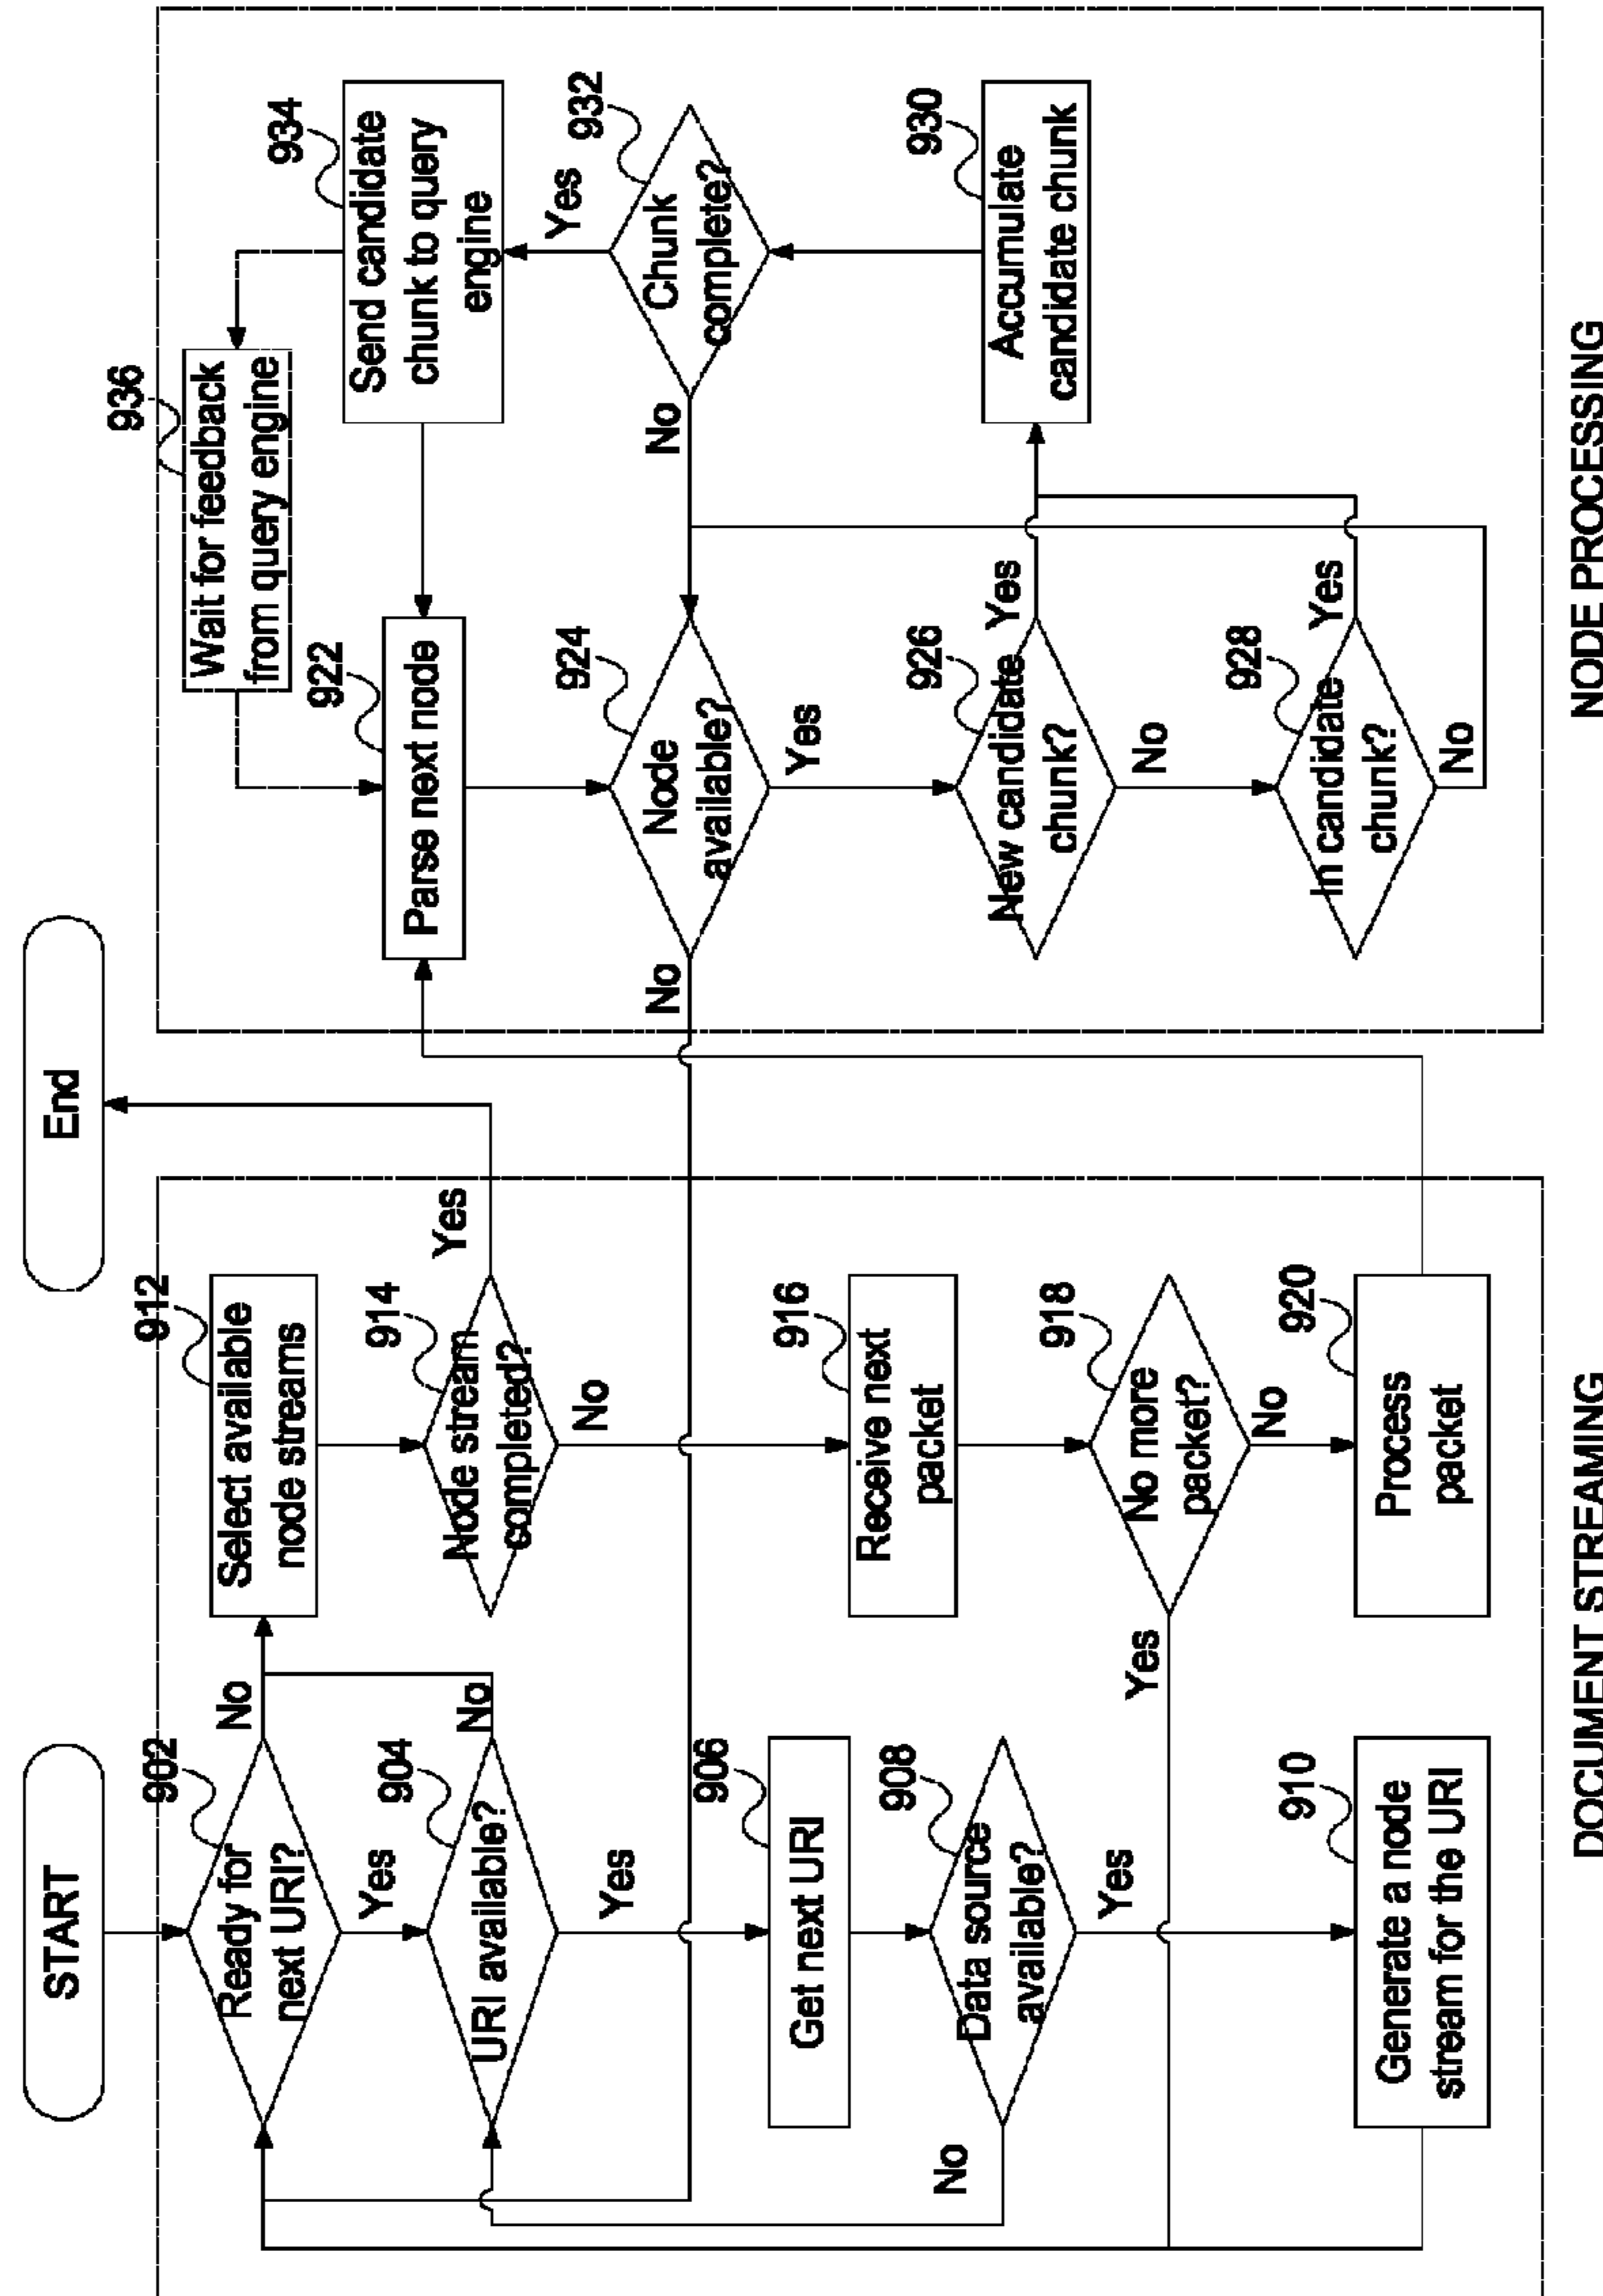 START
902
Ready for
next URI?
No
Yes
904
URI available?
No
Yes
906
Get next URI
908
Data source
available?
No
Yes
910
Generate a node
stream for the URI
912
Select available
node streams
914
Node stream
completed?
Yes
No
916
Receive next
packet
918
No more
packet?
Yes
No
920
Process
packet
DOCUMENT STREAMING
End
936
Wait for feedback
from query engine
922
Parse next node
924
Node
available?
No
Yes
926
New candidate
chunk?
Yes
No
928
In candidate
chunk?
Yes
No
934
Send candidate
chunk to query
engine
932
Chunk
complete?
Yes
No
930
Accumulate
candidate chunk
NODE PROCESSING